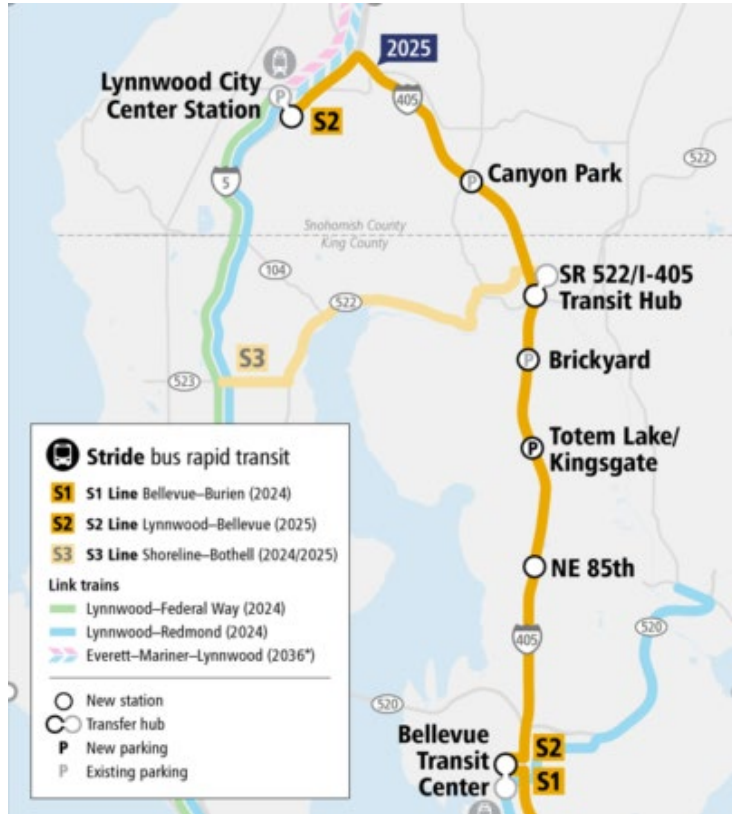 2025
Lynnwood City
Center Station
P
S2
405
Canyon Park
P
522
5
Snohomish County
King County
104
SR 522/I-405
Transit Hub
522
Brickyard
P
S3
523
Totem Lake/
Kingsgate
P
Stride bus rapid transit
S1 S1 Line Bellevue–Burien (2024)
S2 S2 Line Lynnwood–Bellevue (2025)
S3 S3 Line Shoreline–Bothell (2024/2025)
Link trains
Lynnwood–Federal Way (2024)
Lynnwood–Redmond (2024)
Everett–Mariner–Lynnwood (2036*)
New station
Transfer hub
P New parking
P Existing parking
NE 85th
405
520
520
Bellevue
Transit
Center
S2
S1